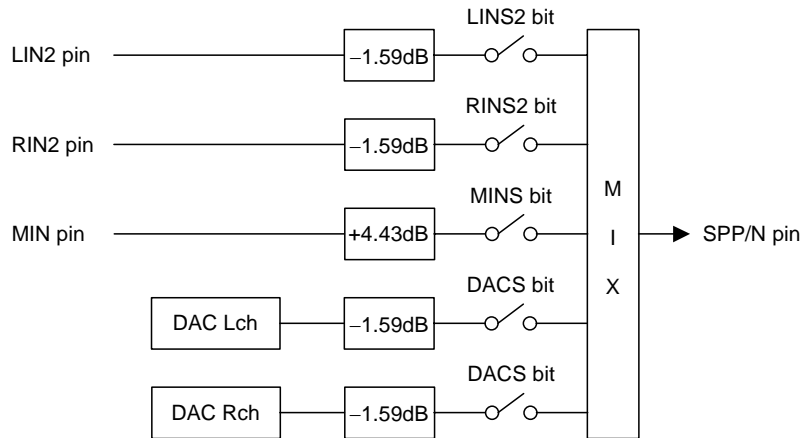 LINS2 bit
LIN2 pin
−1.59dB
RINS2 bit
RIN2 pin
−1.59dB
MINS bit
MIN pin
+4.43dB
M
I
X
SPP/N pin
DACS bit
DAC Lch
−1.59dB
DACS bit
DAC Rch
−1.59dB